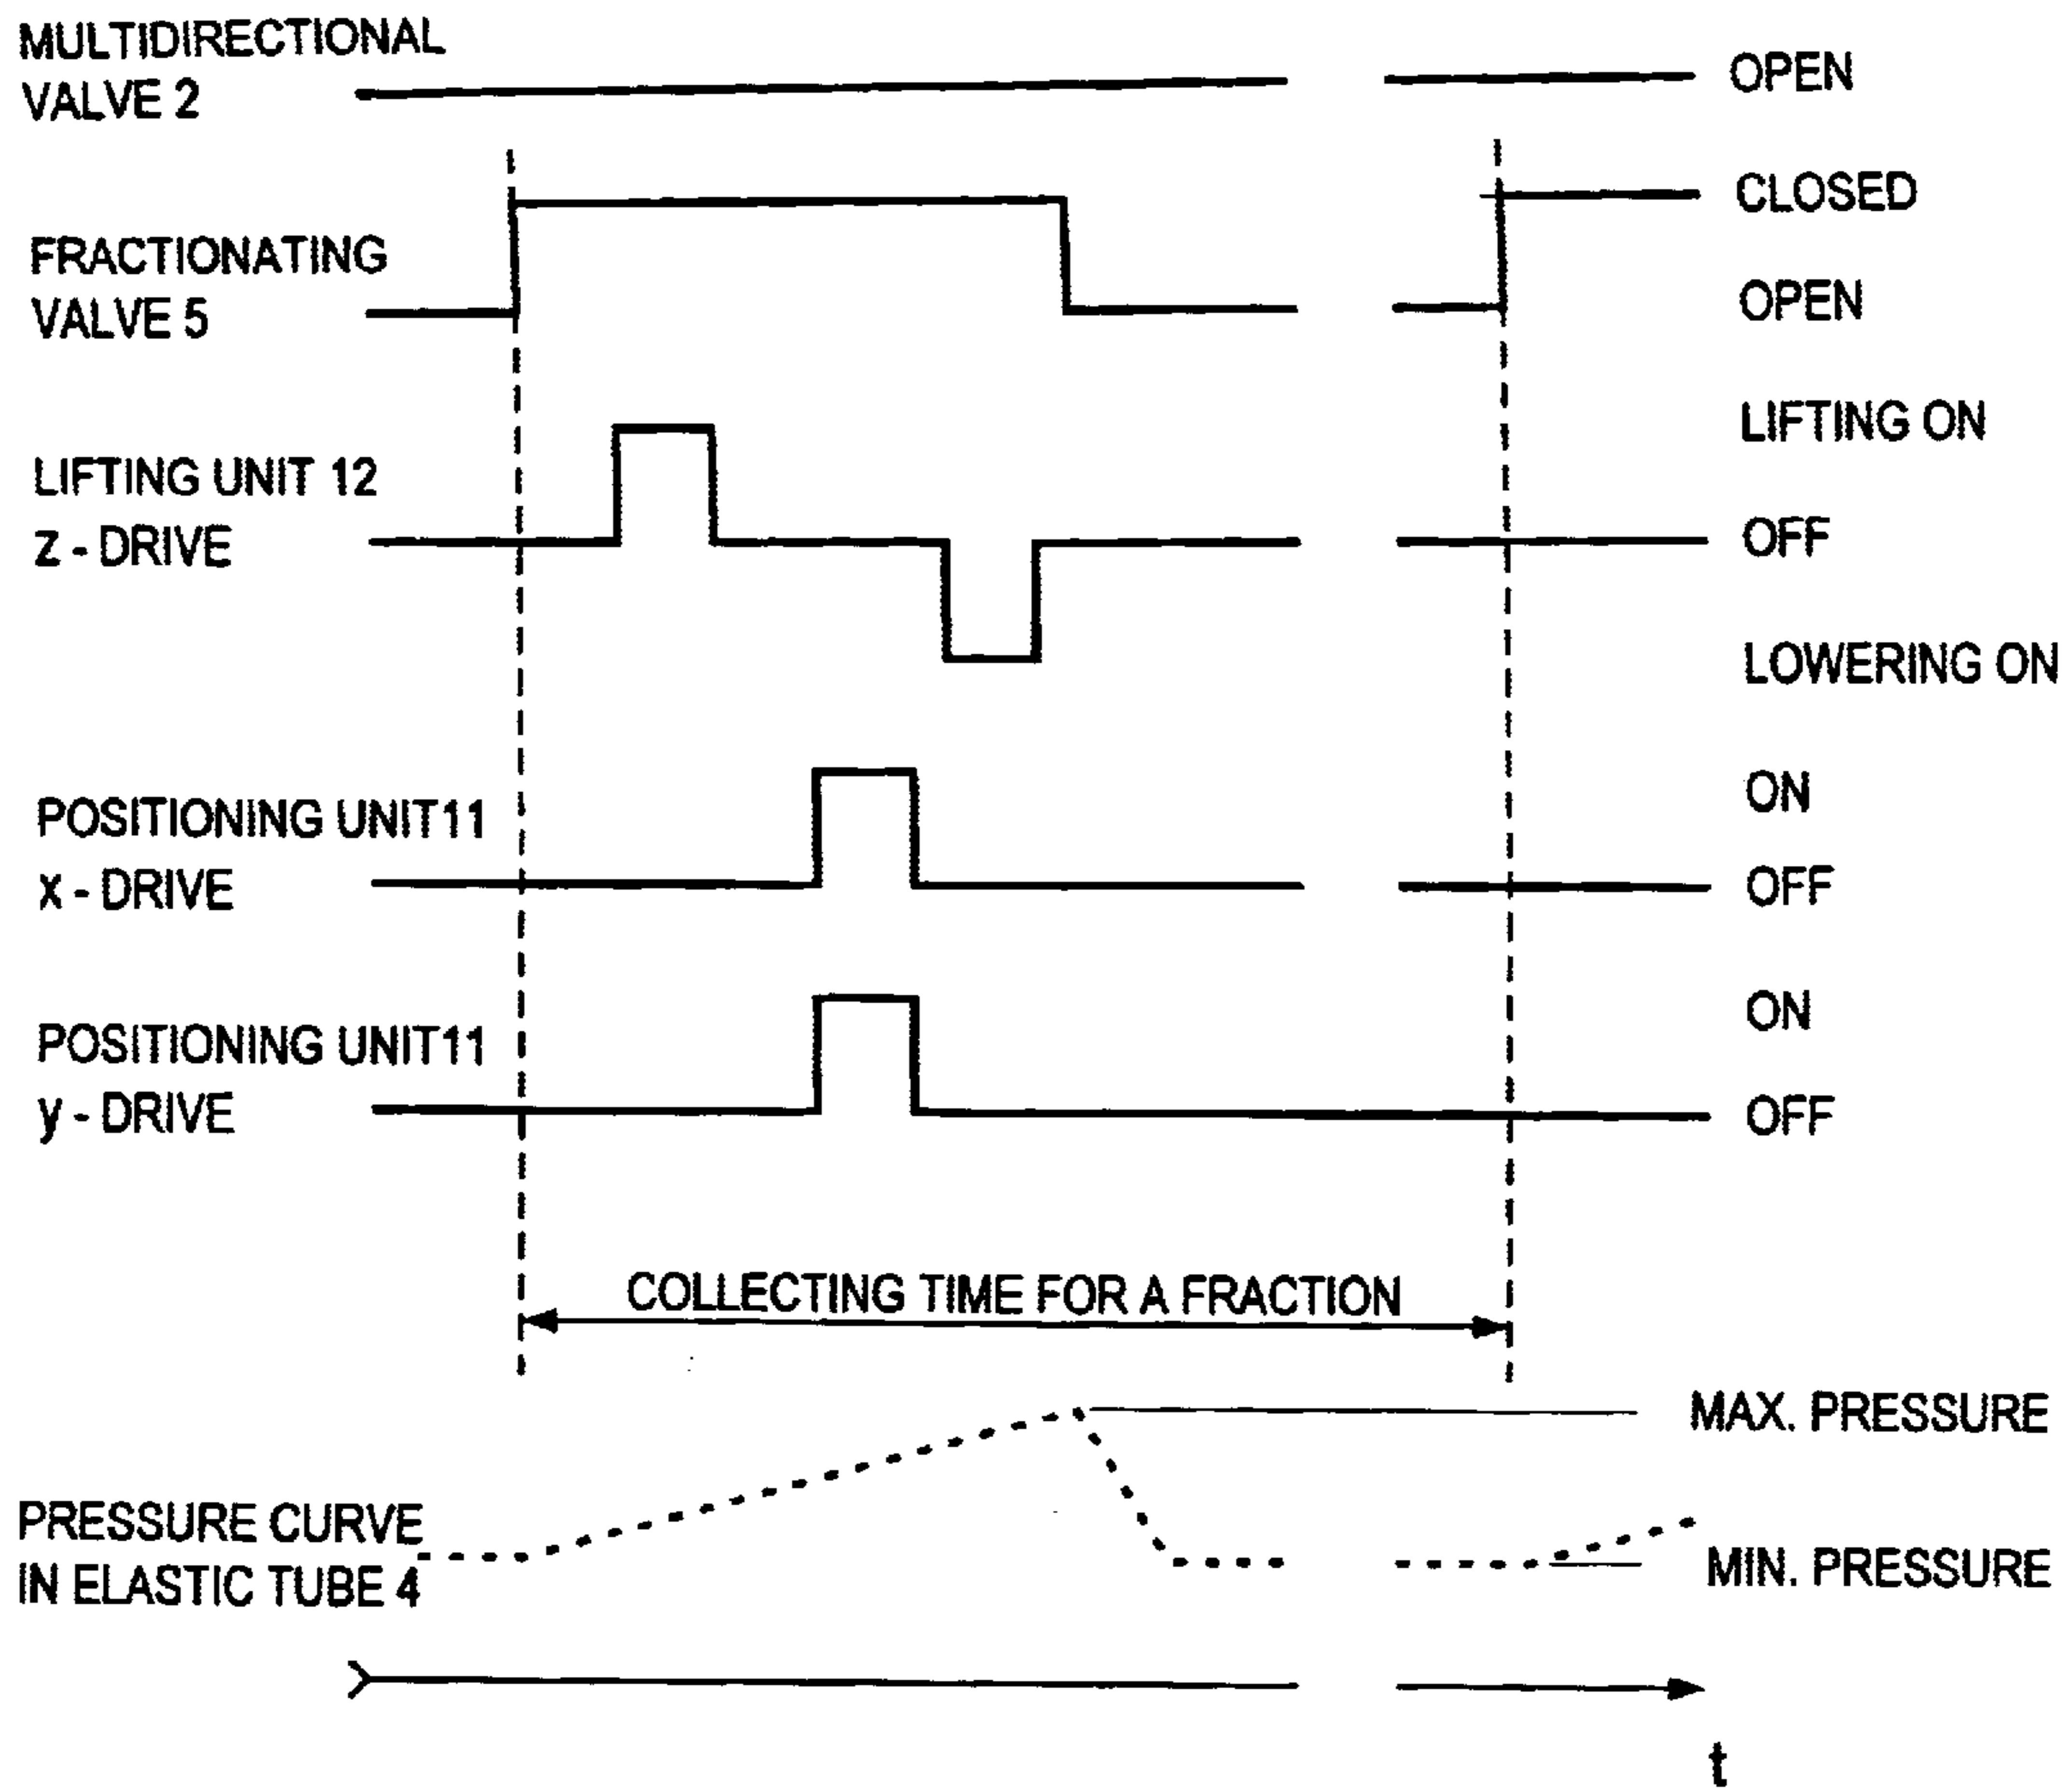 MULTIDIRECTIONAL
VALVE 2
OPEN
CLOSED
FRACTIONATING
VALVE 5
OPEN
LIFTING ON
LIFTING UNIT 12
z - DRIVE
OFF
LOWERING ON
ON
POSITIONING UNIT11
x - DRIVE
OFF
ON
POSITIONING UNIT11
y - DRIVE
OFF
COLLECTING TIME FOR A FRACTION
MAX. PRESSURE
PRESSURE CURVE
IN ELASTIC TUBE 4
MIN. PRESSURE
t